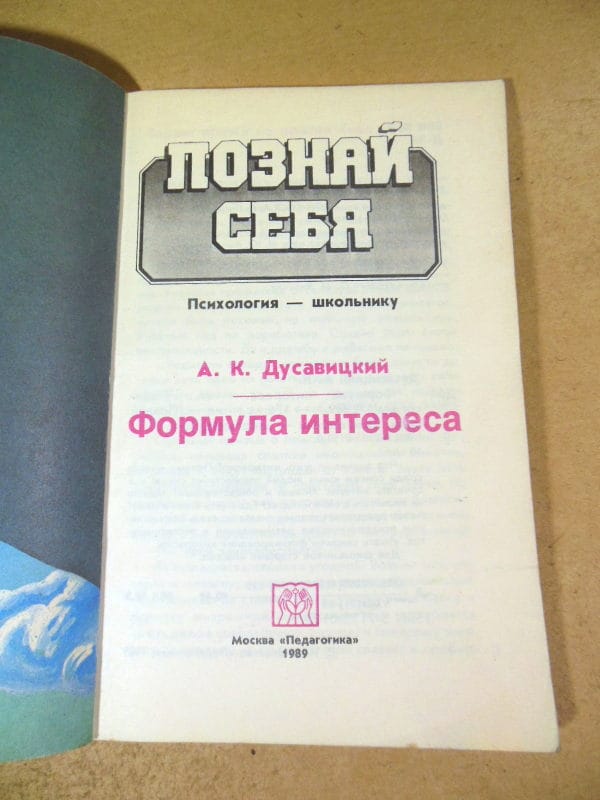 ПОЗНАЙ
СЕБЯ
Психология — школьнику
А. К. Дусавицкий
Формула интереса
Москва «Педагогика»
1989